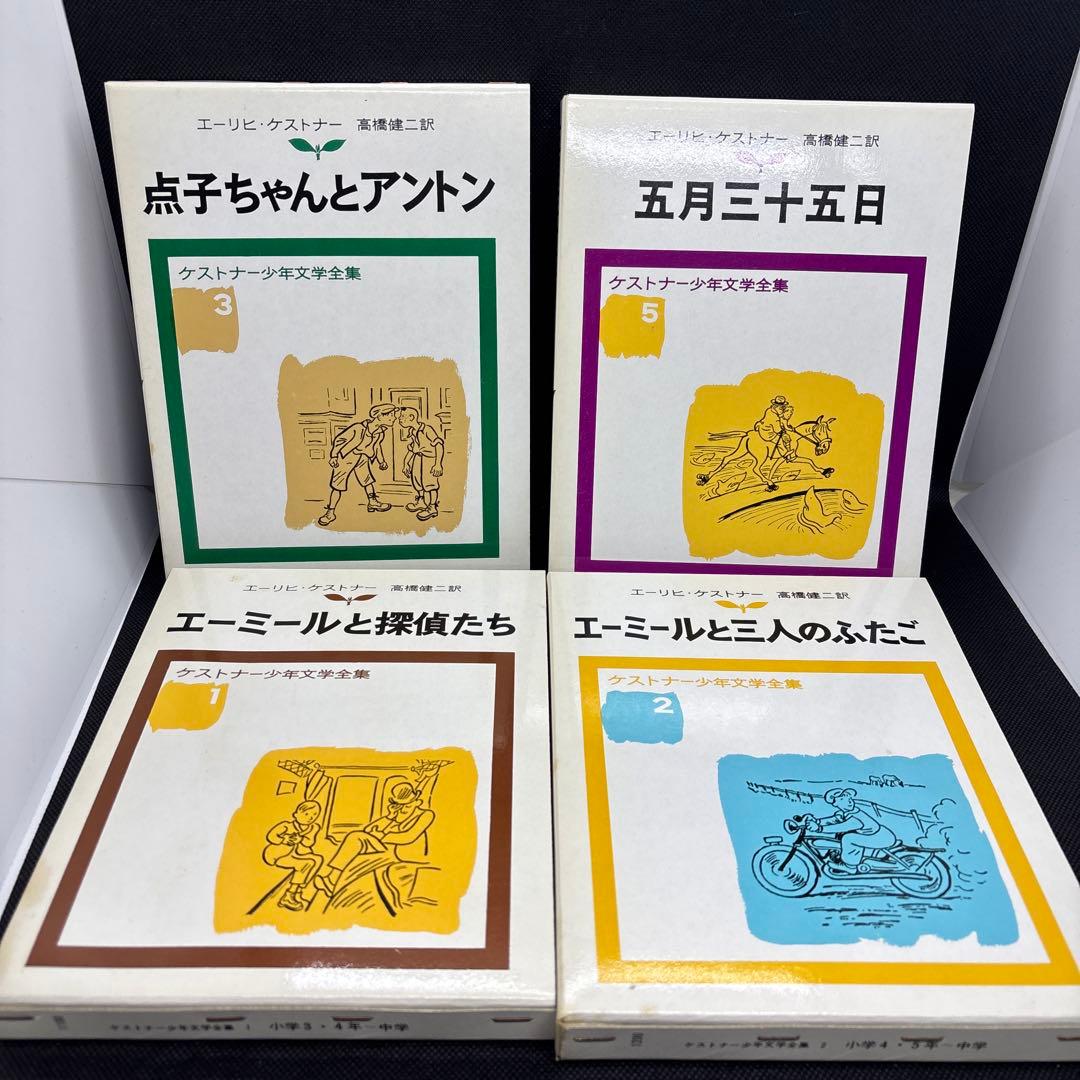 エーリヒ・ケストナー 高橋健二訳
点子ちゃんとアントン
ケストナー少年文学全集
3
エーリヒ・ケストナー 高橋健二訳
五月三十五日
ケストナー少年文学全集
5
エーリヒ・ケストナー 高橋健二訳
エーミールと探偵たち
ケストナー少年文学全集
1
ケストナー少年文学全集 1 小学3・4年~中学
エーリヒ・ケストナー 高橋健二訳
エーミールと三人のふたご
ケストナー少年文学全集
2
ケストナー少年文学全集 2 小学4・5年~中学